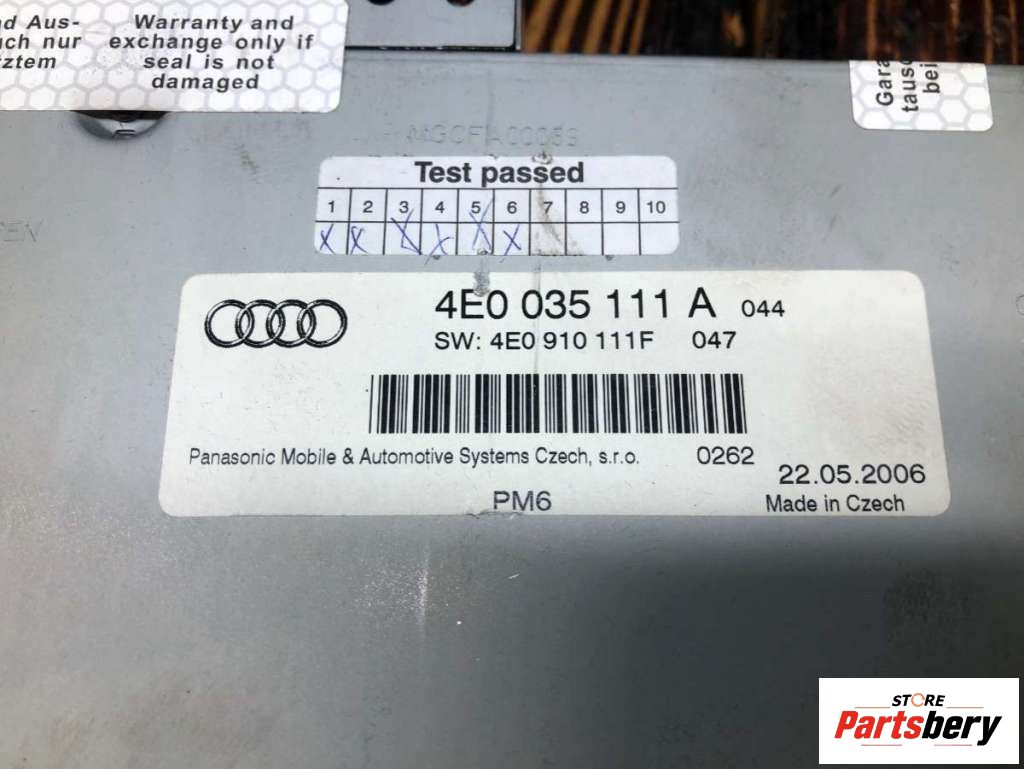 d Aus-
ch nur
ztem
Warranty and
exchange only if
seal is not
damaged
Gara
tausc
bei
Test passed
1 2 3 4 5 6 7 8 9 10
X X X X X X
4E0 035 111 A 044
SW: 4E0 910 111F 047
Panasonic Mobile & Automotive Systems Czech, s.r.o. 0262
22.05.2006
PM6
Made in Czech
STORE
Partsbery